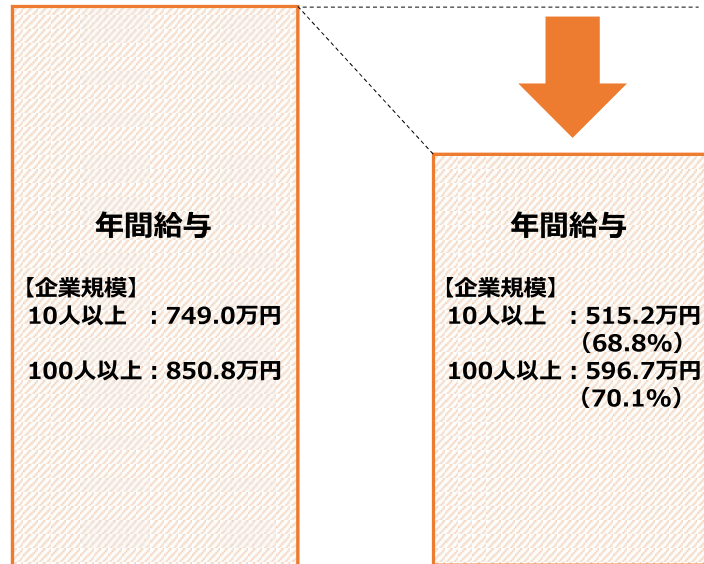 年間給与
【企業規模】
10人以上 ：749.0万円
100人以上：850.8万円
年間給与
【企業規模】
10人以上 ：515.2万円
（68.8%）
100人以上：596.7万円
（70.1%）